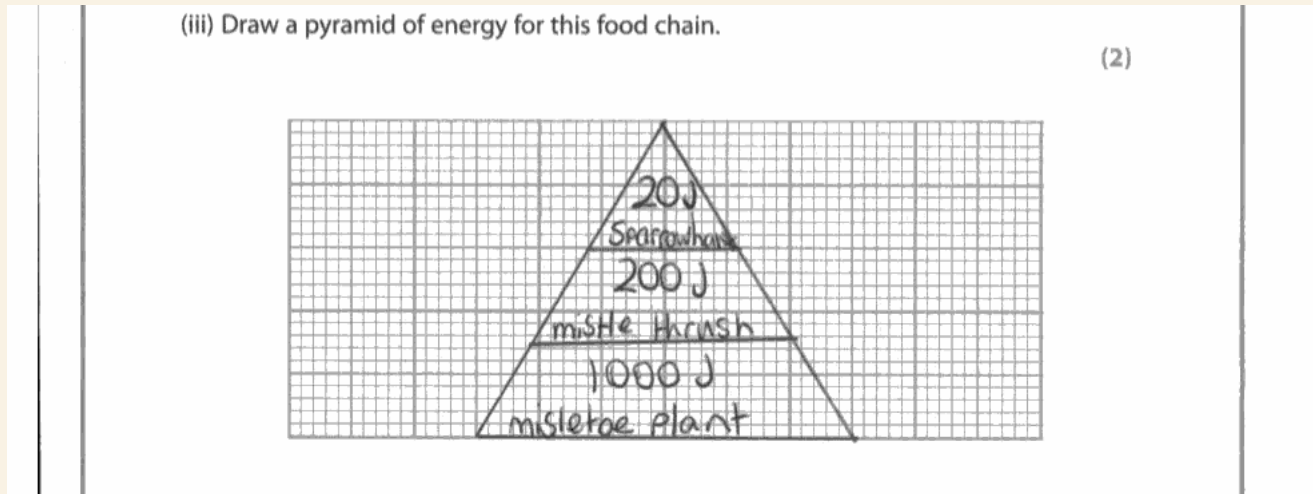 (iii) Draw a pyramid of energy for this food chain.
(2)
20J
Sparrowhawk
200 J
mistle thrush
1000 J
misletoe plant